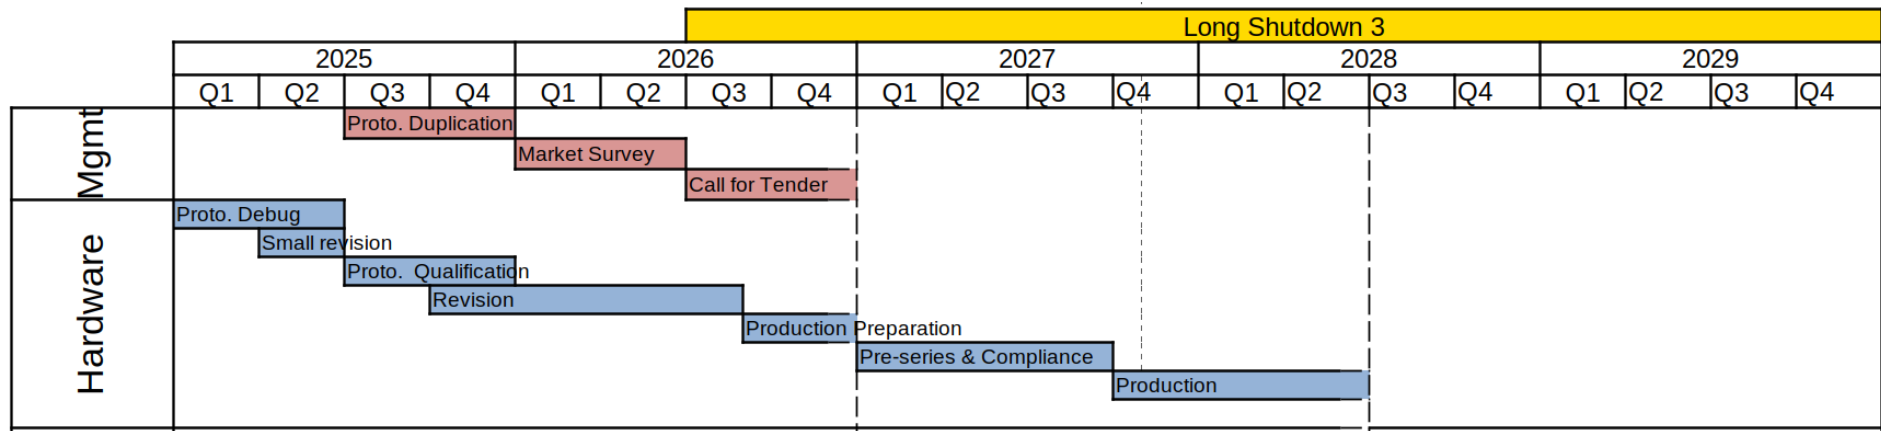 Long Shutdown 3
2025 2026 2027 2028 2029
Q1 Q2 Q3 Q4 Q1 Q2 Q3 Q4 Q1 Q2 Q3 Q4 Q1 Q2 Q3 Q4 Q1 Q2 Q3 Q4
Mgmt
Proto. Duplication
Market Survey
Call for Tender
Hardware
Proto. Debug
Small revision
Proto.  Qualification
Revision
Production Preparation
Pre-series & Compliance
Production